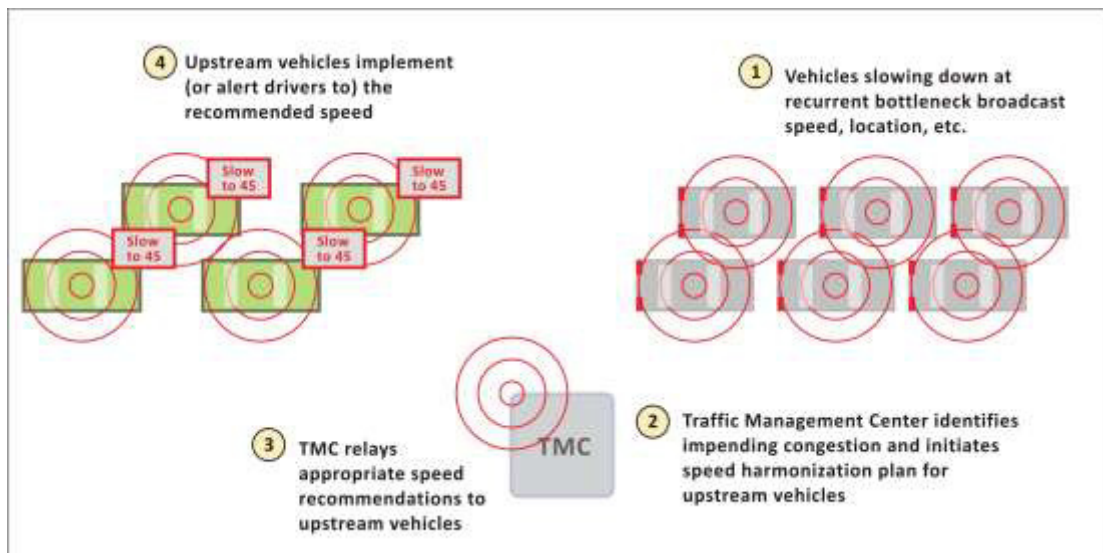 4 Upstream vehicles implement
(or alert drivers to) the
recommended speed
1 Vehicles slowing down at
recurrent bottleneck broadcast
speed, location, etc.
Slow
to 45
Slow
to 45
Slow
to 45
Slow
to 45
3 TMC relays
appropriate speed
recommendations to
upstream vehicles
TMC
2 Traffic Management Center identifies
impending congestion and initiates
speed harmonization plan for
upstream vehicles